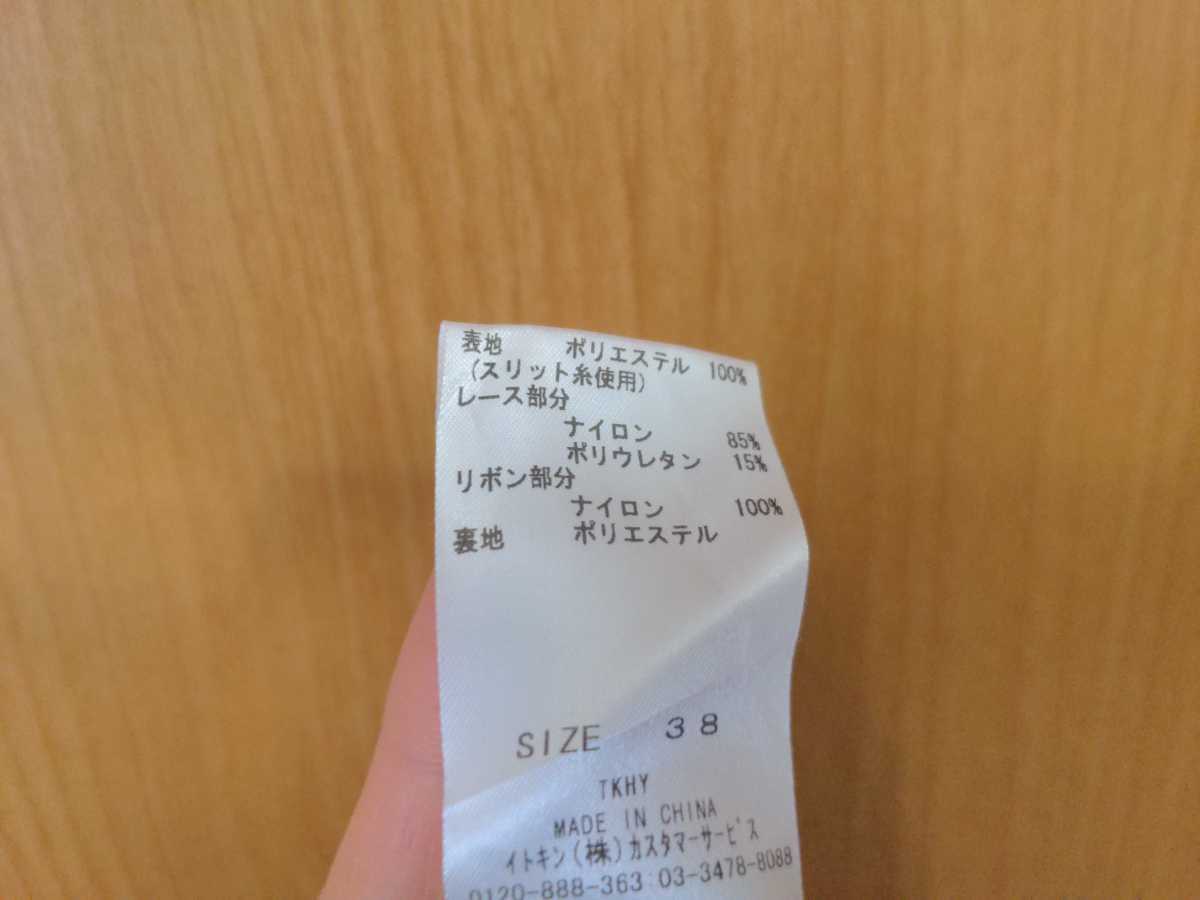 表地 ポリエステル 100%
(スリット糸使用)
レース部分
ナイロン 85%
ポリウレタン 15%
リボン部分
ナイロン 100%
裏地 ポリエステル
SIZE 38
TKHY
MADE IN CHINA
イトキン(株)カスタマーサービス
0120-888-363 03-3478-8088